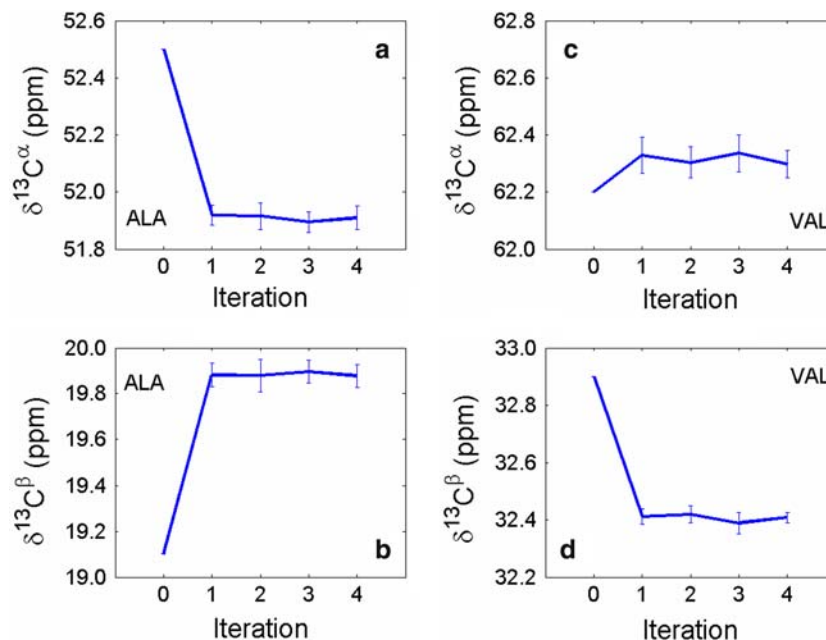 a
δ¹³Cᵅ (ppm)
52.6
52.4
52.2
52.0
51.8
ALA
0 1 2 3 4
Iteration
c
δ¹³Cᵅ (ppm)
62.8
62.6
62.4
62.2
62.0
VAL
0 1 2 3 4
Iteration
b
δ¹³Cᵝ (ppm)
20.0
19.8
19.6
19.4
19.2
19.0
ALA
0 1 2 3 4
Iteration
d
δ¹³Cᵝ (ppm)
33.0
32.8
32.6
32.4
32.2
VAL
0 1 2 3 4
Iteration